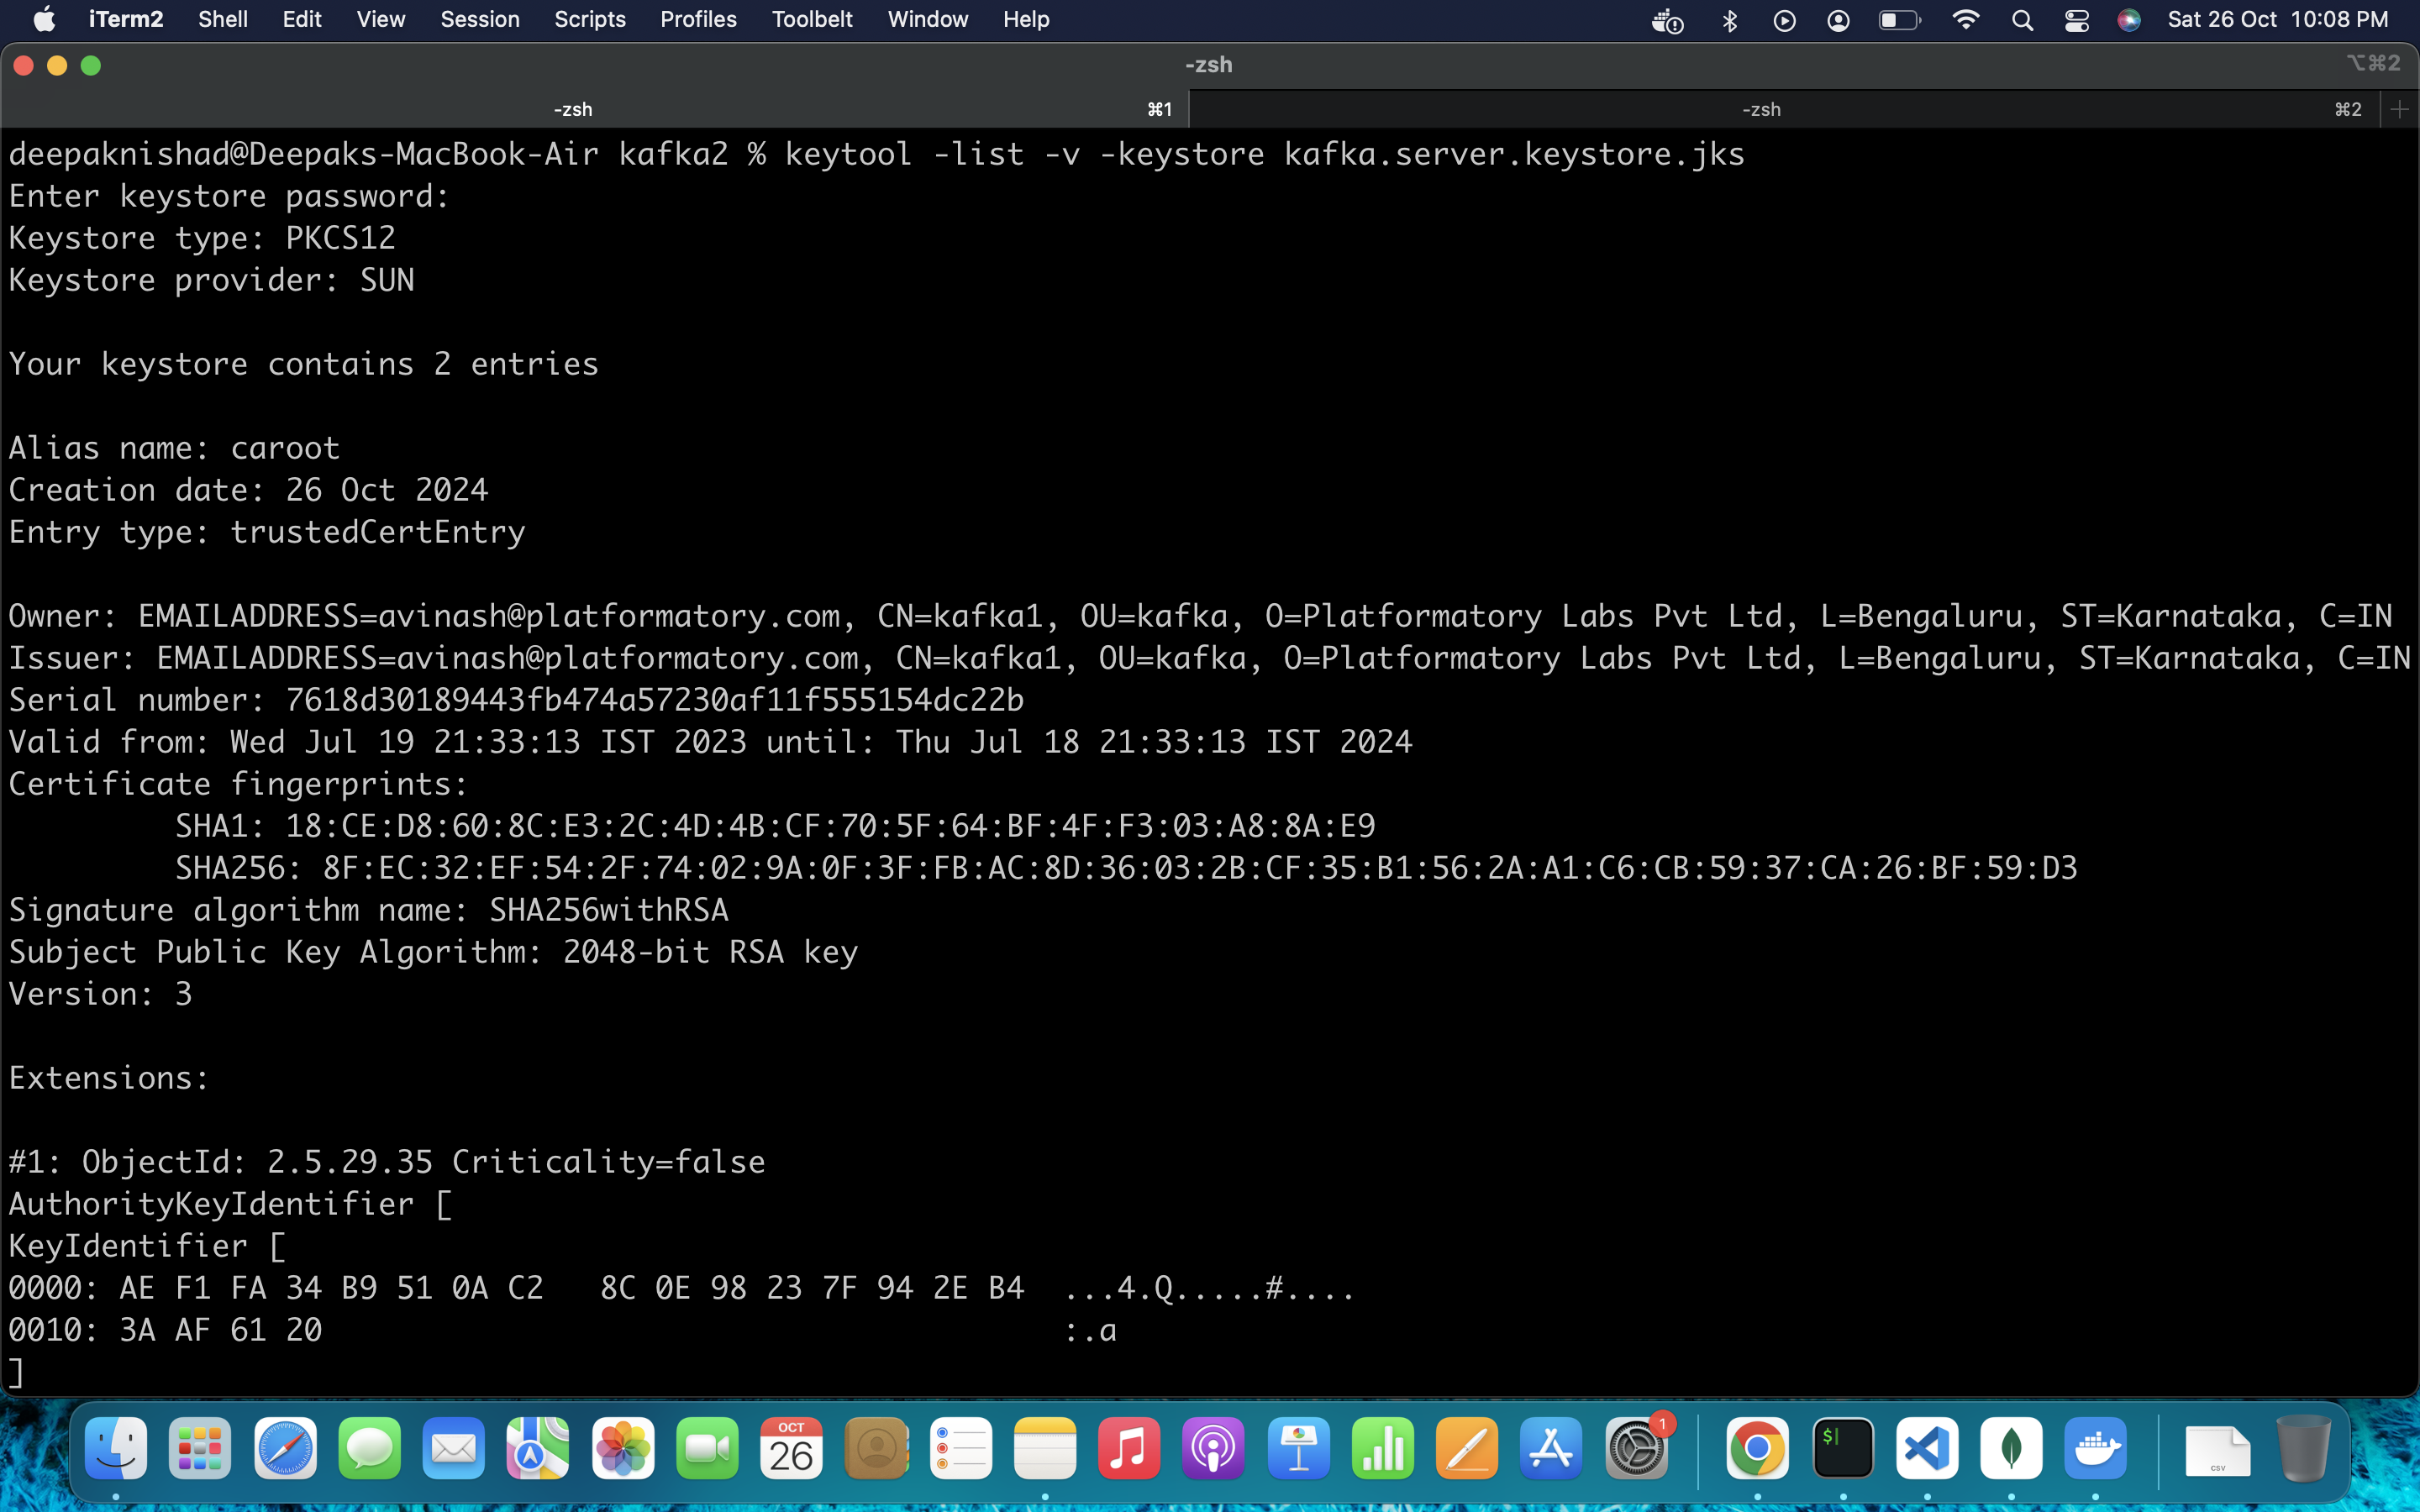 iTerm2 Shell Edit View Session Scripts Profiles Toolbelt Window Help Sat 26 Oct 10:08 PM
-zsh ⌥⌘2
-zsh ⌘1 -zsh ⌘2
deepaknishad@Deepaks-MacBook-Air kafka2 % keytool -list -v -keystore kafka.server.keystore.jks
Enter keystore password:
Keystore type: PKCS12
Keystore provider: SUN
Your keystore contains 2 entries
Alias name: caroot
Creation date: 26 Oct 2024
Entry type: trustedCertEntry
Owner: EMAILADDRESS=avinash@platformatory.com, CN=kafka1, OU=kafka, O=Platformatory Labs Pvt Ltd, L=Bengaluru, ST=Karnataka, C=IN
Issuer: EMAILADDRESS=avinash@platformatory.com, CN=kafka1, OU=kafka, O=Platformatory Labs Pvt Ltd, L=Bengaluru, ST=Karnataka, C=IN
Serial number: 7618d30189443fb474a57230af11f555154dc22b
Valid from: Wed Jul 19 21:33:13 IST 2023 until: Thu Jul 18 21:33:13 IST 2024
Certificate fingerprints:
SHA1: 18:CE:D8:60:8C:E3:2C:4D:4B:CF:70:5F:64:BF:4F:F3:03:A8:8A:E9
SHA256: 8F:EC:32:EF:54:2F:74:02:9A:0F:3F:FB:AC:8D:36:03:2B:CF:35:B1:56:2A:A1:C6:CB:59:37:CA:26:BF:59:D3
Signature algorithm name: SHA256withRSA
Subject Public Key Algorithm: 2048-bit RSA key
Version: 3
Extensions:
#1: ObjectId: 2.5.29.35 Criticality=false
AuthorityKeyIdentifier [
KeyIdentifier [
0000: AE F1 FA 34 B9 51 0A C2 8C 0E 98 23 7F 94 2E B4 ...4.Q.....#....
0010: 3A AF 61 20 :.a
]
OCT
26
1
$
CSV